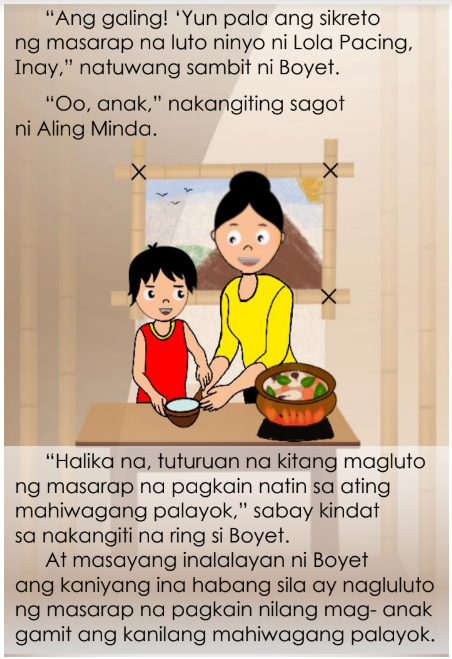 “Ang galing! ‘Yun pala ang sikreto
ng masarap na luto ninyo ni Lola Pacing,
Inay,” natuwang sambit ni Boyet.
“Oo, anak,” nakangiting sagot
ni Aling Minda.
“Halika na, tuturuan na kitang magluto
ng masarap na pagkain natin sa ating
mahiwagang palayok,” sabay kindat
sa nakangiti na ring si Boyet.
At masayang inalalayan ni Boyet
ang kaniyang ina habang sila ay nagluluto
ng masarap na pagkain nilang mag- anak
gamit ang kanilang mahiwagang palayok.